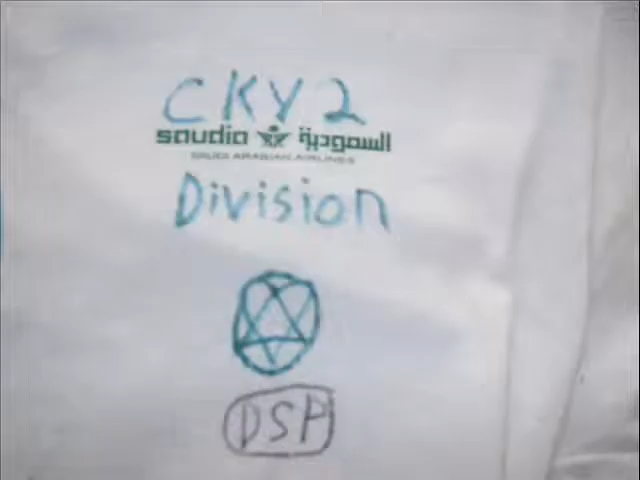 CKY2
saudia السعودية
SAUDI ARABIAN AIRLINES
Division
DSP